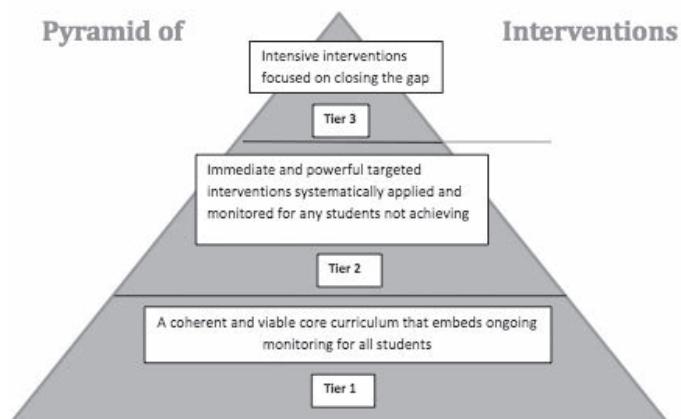 Pyramid of Interventions
Intensive interventions
focused on closing the gap
Tier 3
Immediate and powerful targeted
interventions systematically applied and
monitored for any students not achieving
Tier 2
A coherent and viable core curriculum that embeds ongoing
monitoring for all students
Tier 1